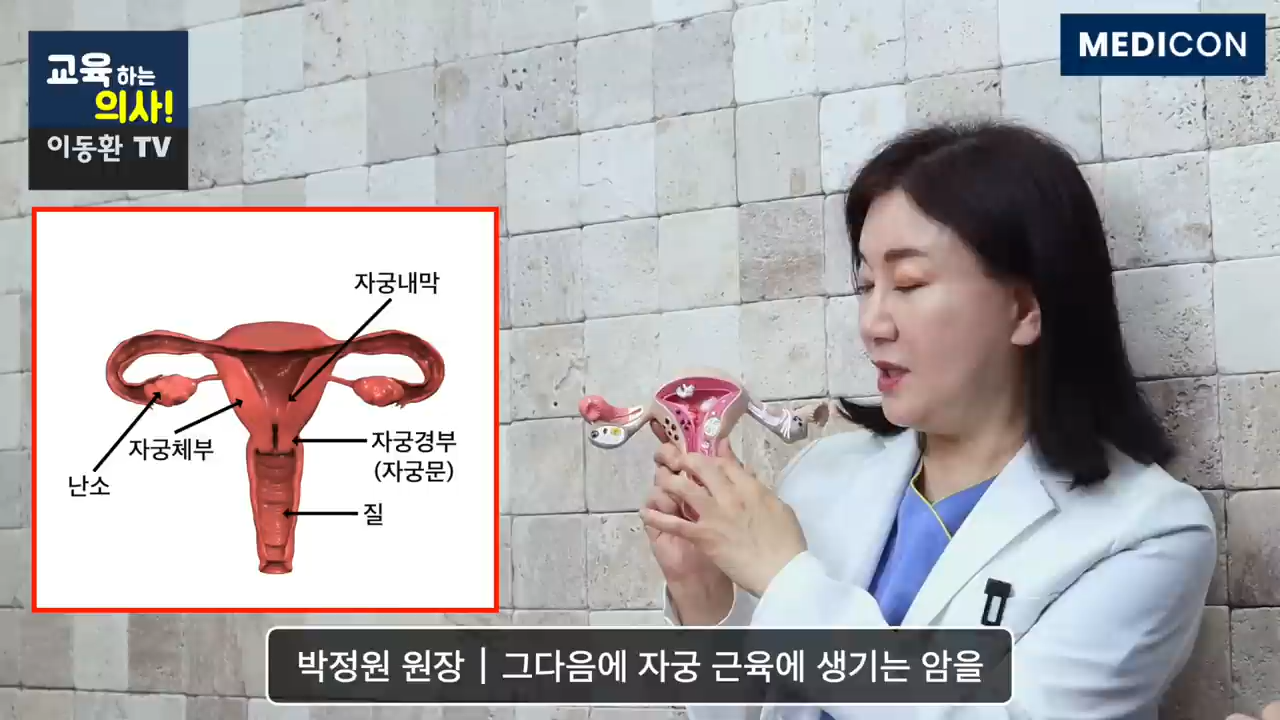 교육하는
의사!
이동환 TV
MEDICON
자궁내막
자궁체부
자궁경부
(자궁문)
난소
질
박정원 원장 | 그다음에 자궁 근육에 생기는 암을